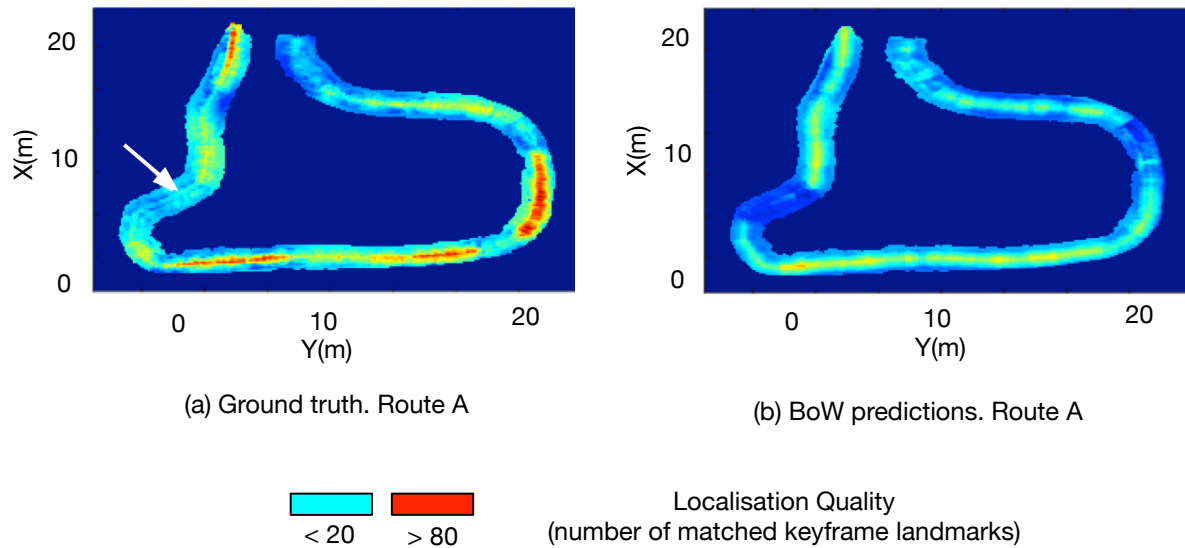 20
10
0
X(m)
0
10
20
Y(m)
(a) Ground truth. Route A
20
10
0
X(m)
0
10
20
Y(m)
(b) BoW predictions. Route A
< 20
> 80
Localisation Quality
(number of matched keyframe landmarks)